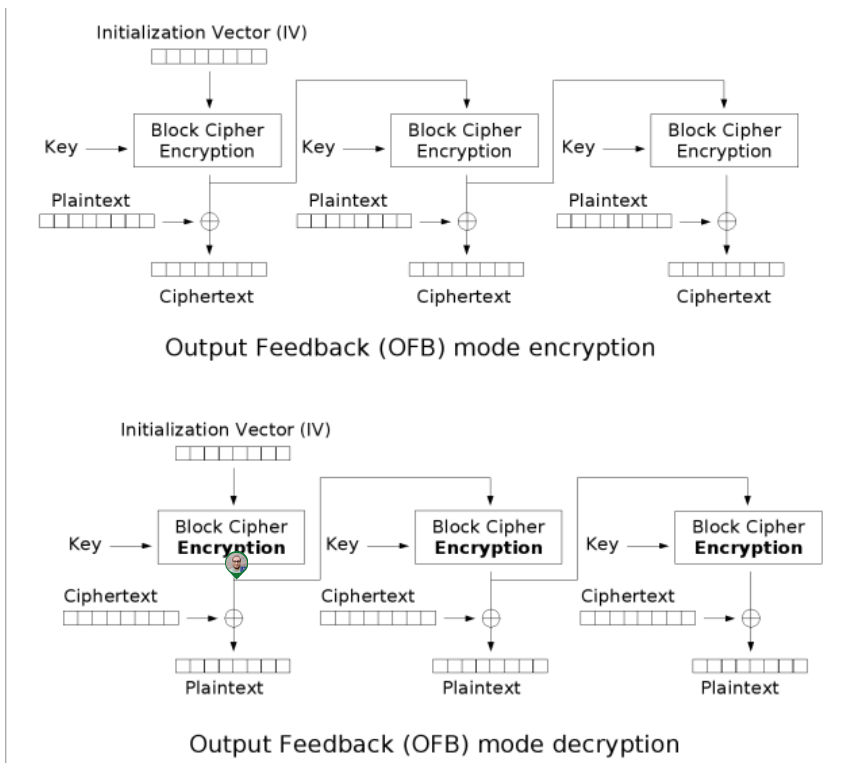 Initialization Vector (IV)
Block Cipher
Encryption
Block Cipher
Encryption
Block Cipher
Encryption
Key
Key
Key
Plaintext
Plaintext
Plaintext
Ciphertext
Ciphertext
Ciphertext
Output Feedback (OFB) mode encryption
Initialization Vector (IV)
Block Cipher
Encryption
Block Cipher
Encryption
Block Cipher
Encryption
Key
Key
Key
Ciphertext
Ciphertext
Ciphertext
Plaintext
Plaintext
Plaintext
Output Feedback (OFB) mode decryption